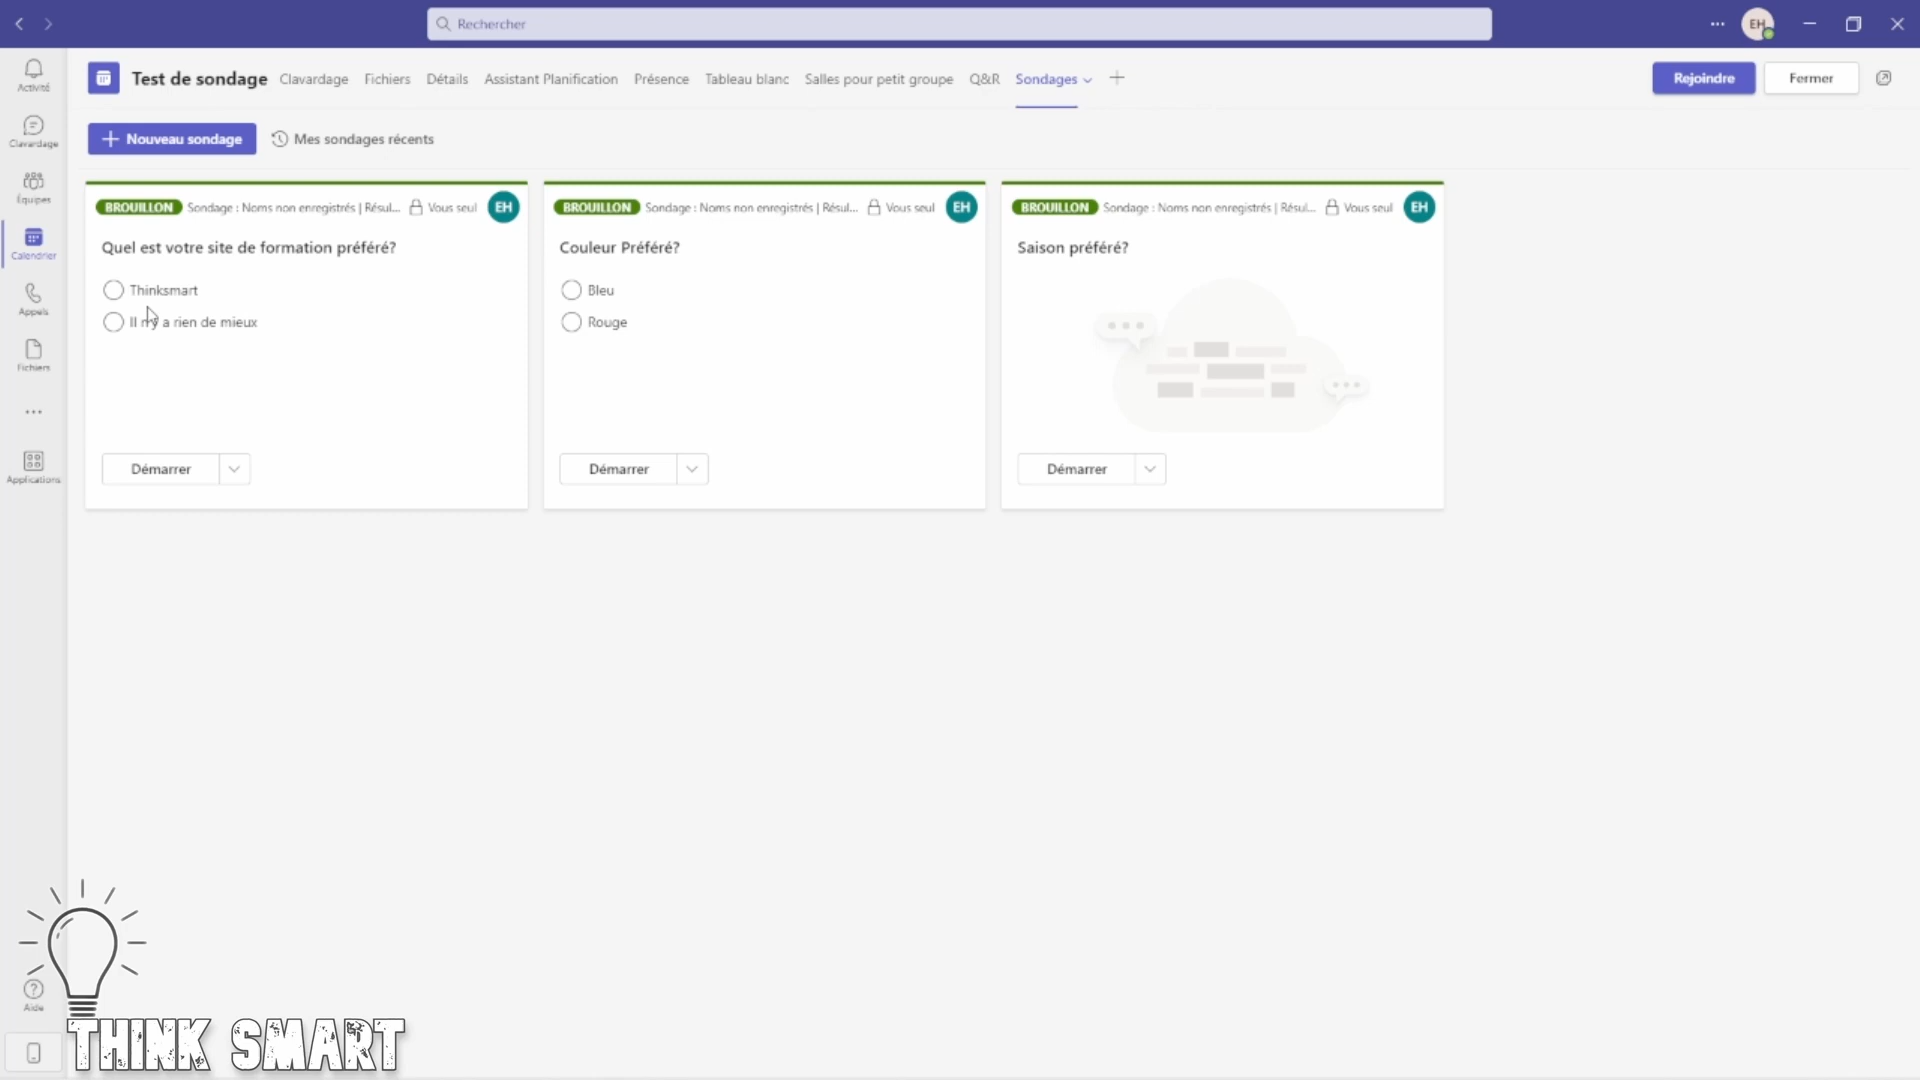 Rechercher
EH
Activité
Clavardage
Équipes
Calendrier
Appels
Fichiers
Applications
Aide
Test de sondage Clavardage Fichiers Détails Assistant Planification Présence Tableau blanc Salles pour petit groupe Q&R Sondages Rejoindre Fermer
Nouveau sondage Mes sondages récents
BROUILLON Sondage : Noms non enregistrés | Résul... Vous seul EH
Quel est votre site de formation préféré?
Thinksmart
Il n'y a rien de mieux
Démarrer
BROUILLON Sondage : Noms non enregistrés | Résul... Vous seul EH
Couleur Préféré?
Bleu
Rouge
Démarrer
BROUILLON Sondage : Noms non enregistrés | Résul... Vous seul EH
Saison préféré?
Démarrer
THINK SMART